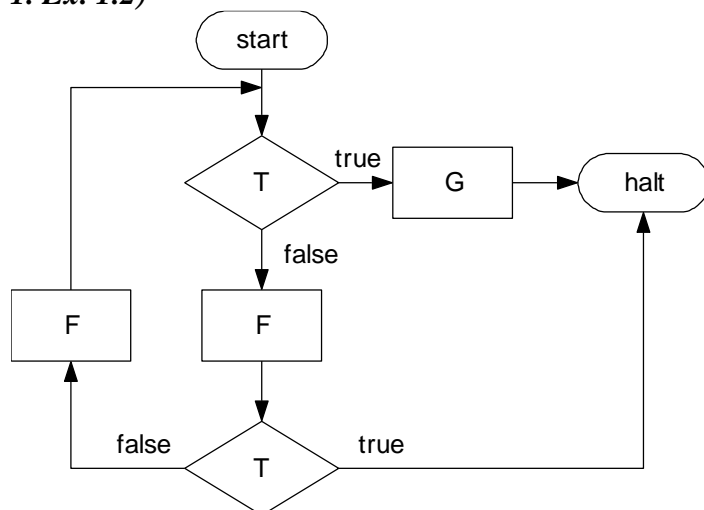 1. Ex. 1.2)
start
true
T
G
halt
false
F
F
false
T
true